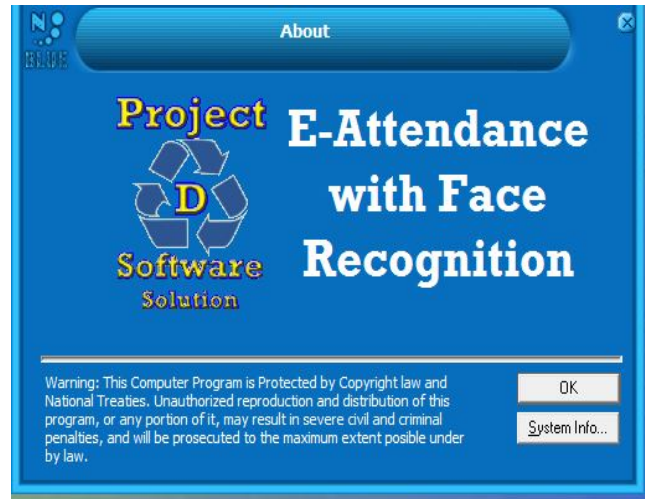 About
BLUE
Project
D
Software
Solution
E-Attendance
with Face
Recognition
Warning: This Computer Program is Protected by Copyright law and
National Treaties. Unauthorized reproduction and distribution of this
program, or any portion of it, may result in severe civil and criminal
penalties, and will be prosecuted to the maximum extent posible under
by law.
OK
System Info...